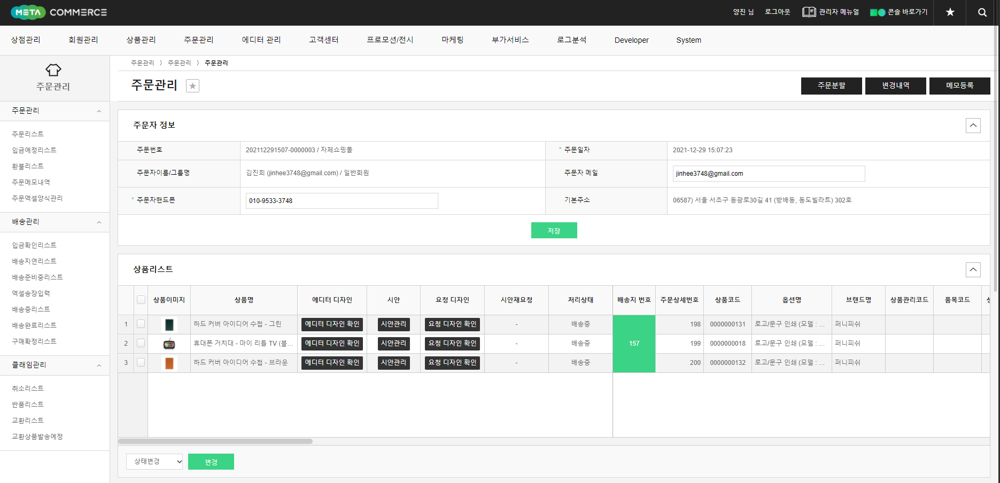 META COMMERCE
양진 님 로그아웃 관리자 메뉴얼 콘솔 바로가기
상점관리 회원관리 상품관리 주문관리 에디터 관리 고객센터 프로모션/전시 마케팅 부가서비스 로그분석 Developer System
주문관리
주문관리
주문리스트
입금예정리스트
환불리스트
주문메모내역
주문엑셀양식관리
배송관리
입금확인리스트
배송지연리스트
배송준비중리스트
엑셀송장입력
배송중리스트
배송완료리스트
구매확정리스트
클래임관리
취소리스트
반품리스트
교환리스트
교환상품발송예정
주문관리 > 주문관리 > 주문관리
주문관리
주문분할 변경내역 메모등록
주문자 정보
주문번호 202112291507-0000003 / 자체쇼핑몰 * 주문일자 2021-12-29 15:07:23
주문자이름/그룹명 김진희 (jinhee3748@gmail.com) / 일반회원 주문자 메일 jinhee3748@gmail.com
* 주문자핸드폰 010-9533-3748 기본주소 06587) 서울 서초구 동광로30길 41 (방배동, 동도빌라트) 302호
저장
상품리스트
상품이미지 상품명 에디터 디자인 시안 요청 디자인 시안재요청 처리상태 배송지 번호 주문상세번호 상품코드 옵션명 브랜드명 상품관리코드 품목코드
1 하드 커버 아이디어 수첩 - 그린 에디터 디자인 확인 시안관리 요청 디자인 확인 - 배송중 198 0000000131 로고/문구 인쇄 (모델 : ... 퍼니피쉬
2 휴대폰 거치대 - 마이 리틀 TV (블... 에디터 디자인 확인 시안관리 요청 디자인 확인 - 배송중 157 199 0000000018 로고/문구 인쇄 (모델 : ... 퍼니피쉬
3 하드 커버 아이디어 수첩 - 브라운 에디터 디자인 확인 시안관리 요청 디자인 확인 - 배송중 200 0000000132 로고/문구 인쇄 (모델 : ... 퍼니피쉬
상태변경 변경